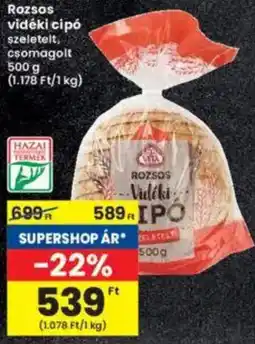 Rozsos
vidéki cipó
szeletelt,
csomagolt
500 g
(1.178 Ft/1 kg)
HAZAI
TERMÉK
VITA
ROZSOS
Vidéki
CIPÓ
SZELETELT
500g
699 Ft
589 Ft
SUPERSHOP ÁR*
-22%
539 Ft
(1.078 Ft/1 kg)